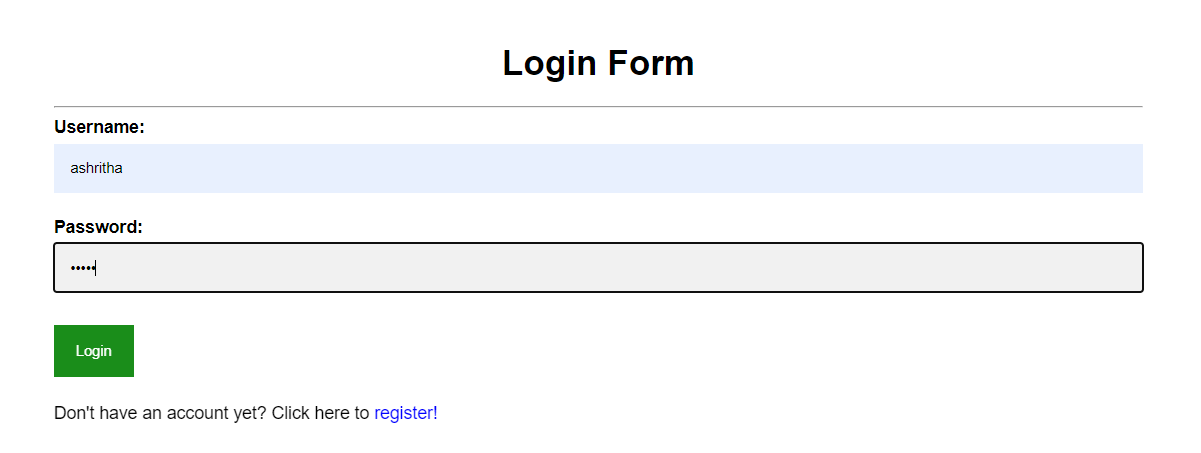 Login Form
Username:
ashritha
Password:
•••••
Login
Don't have an account yet? Click here to register!